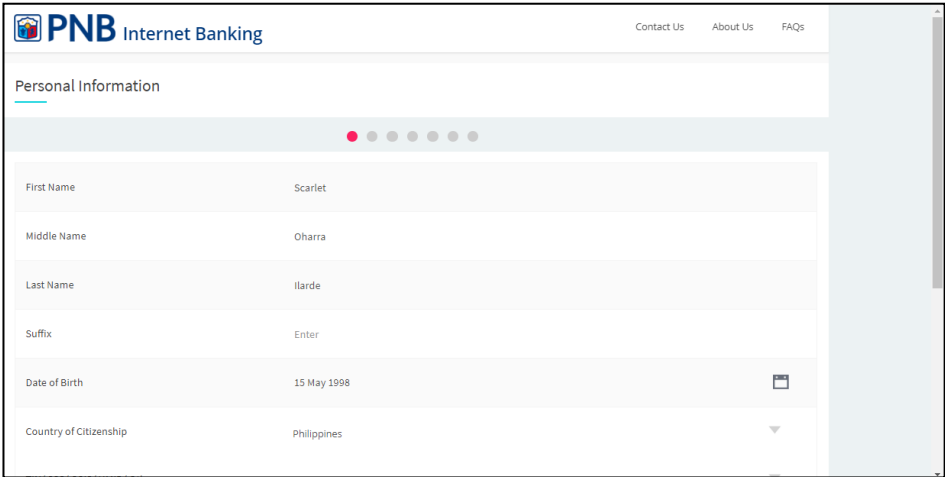 PNB Internet Banking
Contact Us About Us FAQs
Personal Information
First Name Scarlet
Middle Name Oharra
Last Name Ilarde
Suffix Enter
Date of Birth 15 May 1998
Country of Citizenship Philippines